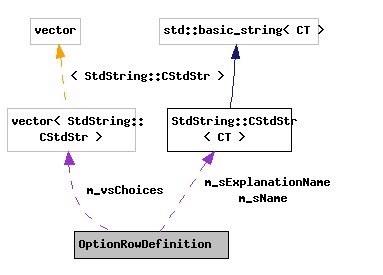 vector
std::basic_string< CT >
< StdString::CStdStr >
vector< StdString::
CStdStr >
StdString::CStdStr
< CT >
m_vsChoices
m_sExplanationName
m_sName
OptionRowDefinition